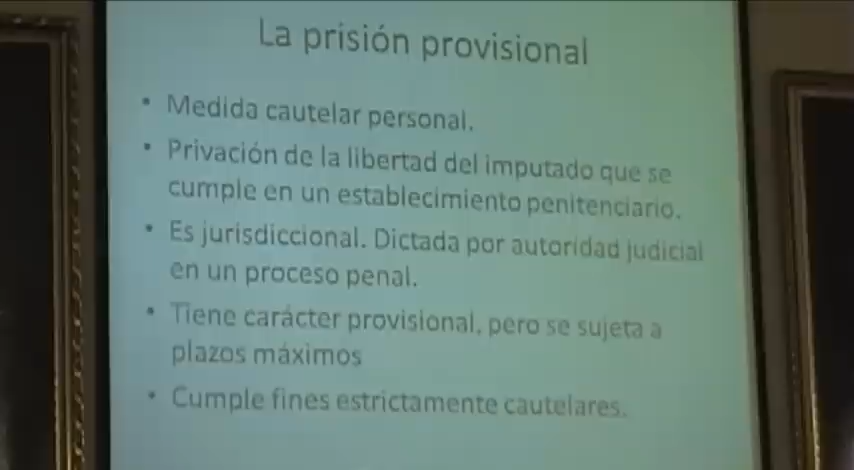 La prisión provisional
• Medida cautelar personal.
• Privación de la libertad del imputado que se
cumple en un establecimiento penitenciario.
• Es jurisdiccional. Dictada por autoridad judicial
en un proceso penal.
• Tiene carácter provisional, pero se sujeta a
plazos máximos
• Cumple fines estrictamente cautelares.